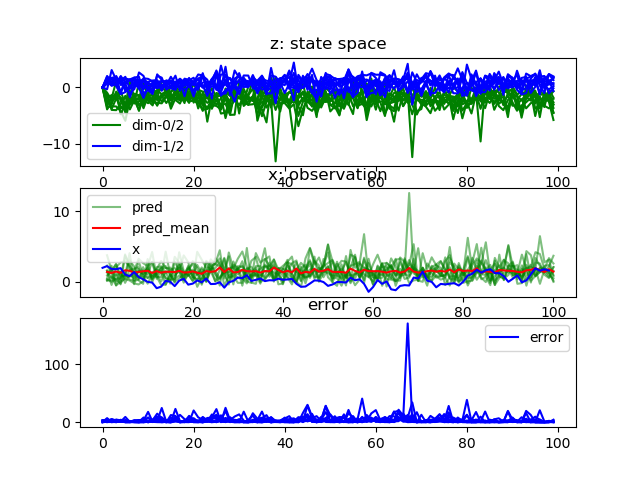 z: state space
0
−10
dim-0/2
dim-1/2
0 20 40 60 80 100
x: observation
10
0
pred
pred_mean
x
0 20 40 60 80 100
error
100
0
error
0 20 40 60 80 100